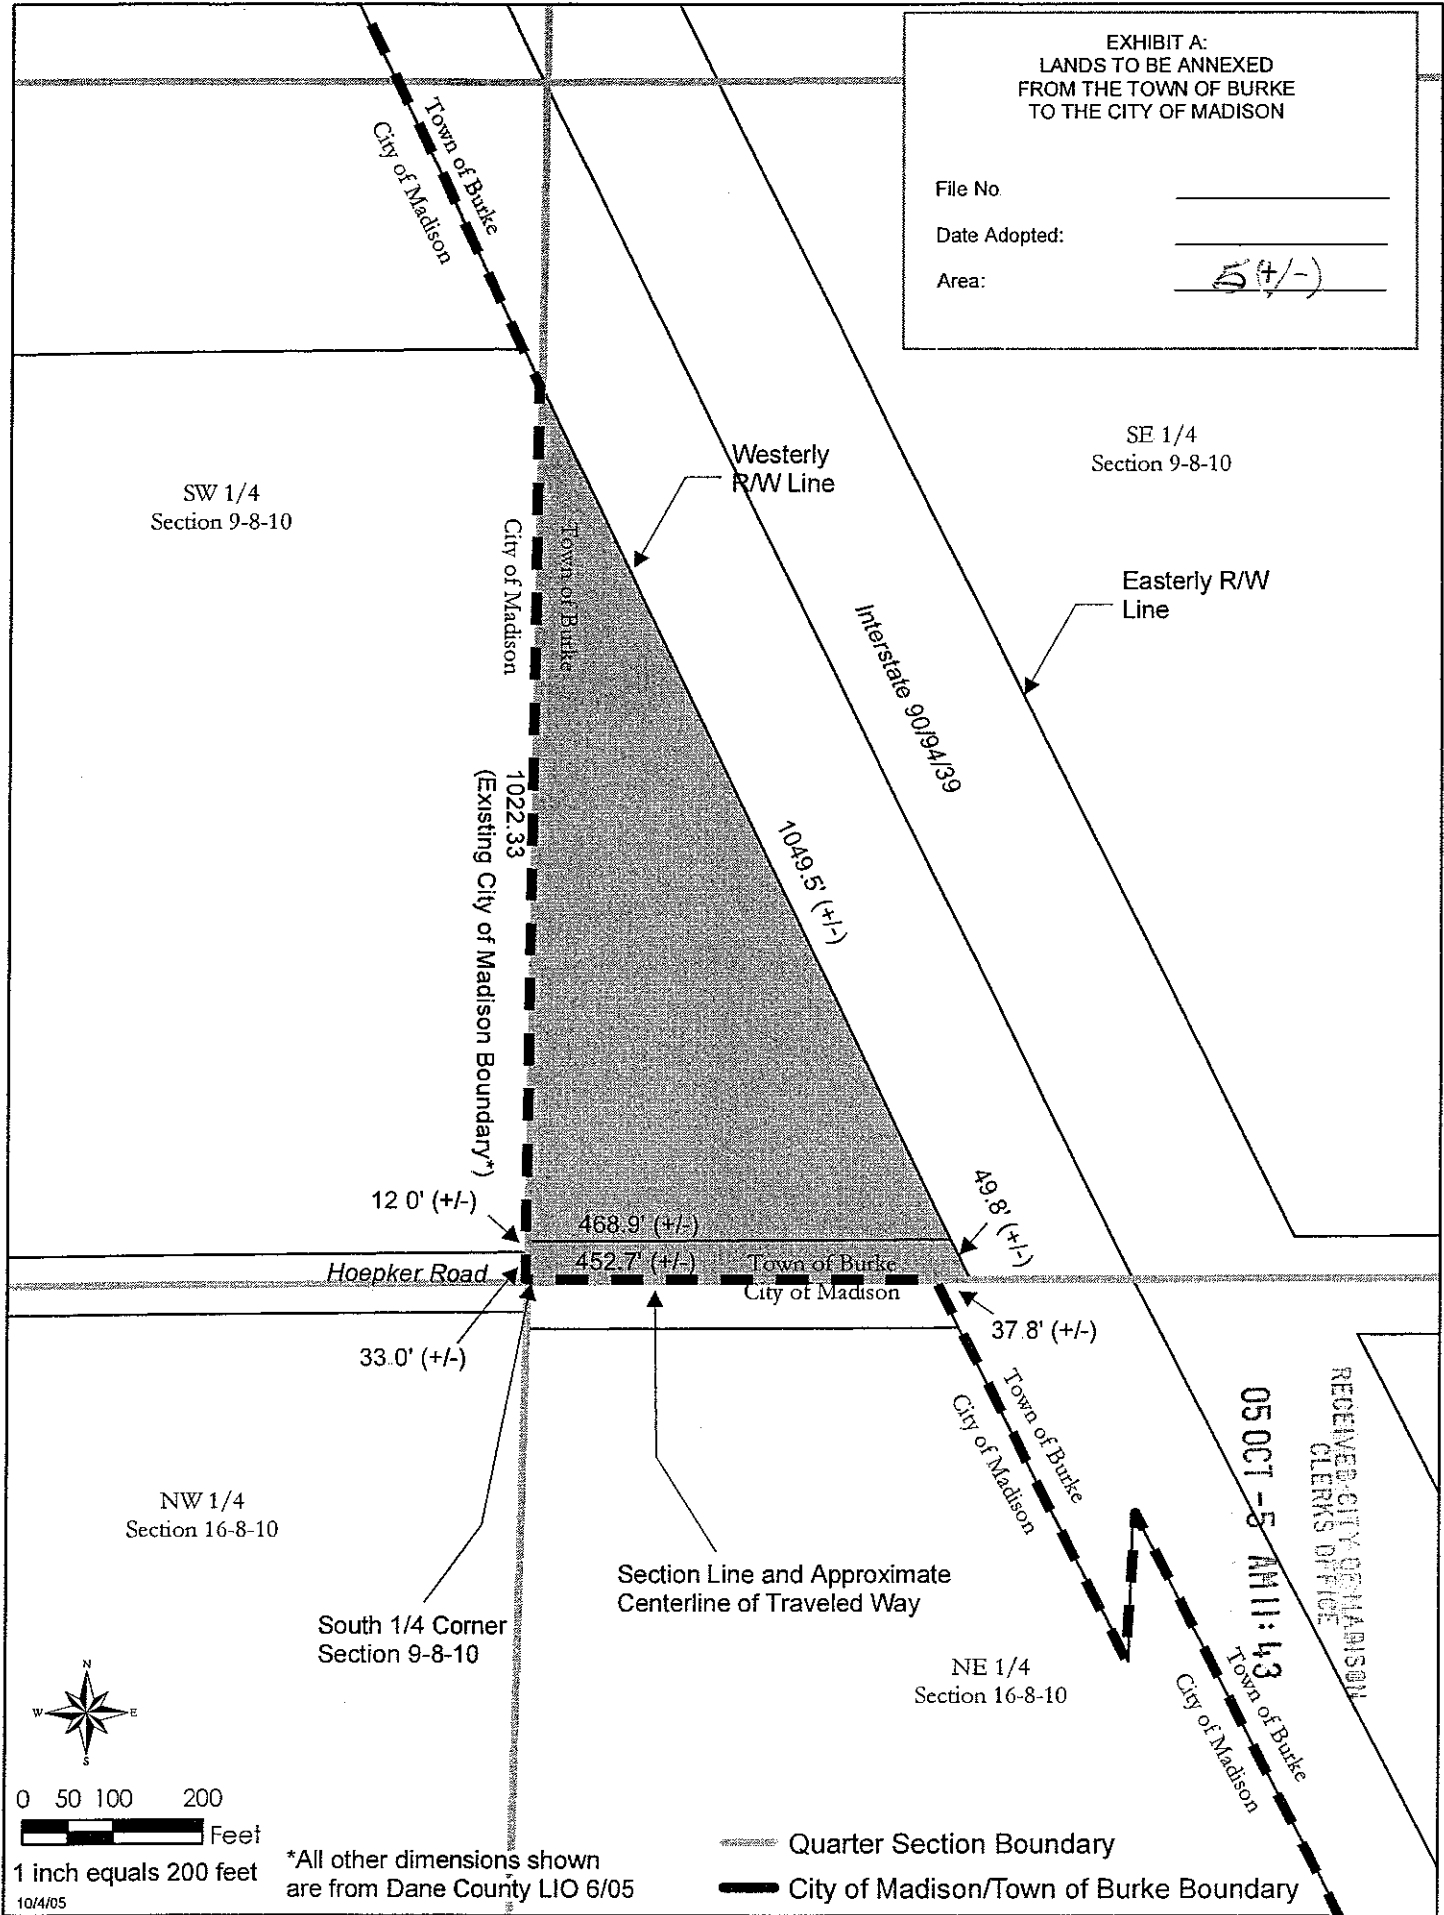 EXHIBIT A:
LANDS TO BE ANNEXED
FROM THE TOWN OF BURKE
TO THE CITY OF MADISON
File No
Date Adopted:
Area: 5 (+/-)
Town of Burke
City of Madison
SE 1/4
Section 9-8-10
Westerly
R/W Line
SW 1/4
Section 9-8-10
Town of Burke
City of Madison
Easterly R/W
Line
Interstate 90/94/39
1022.33
(Existing City of Madison Boundary*)
1049.5' (+/-)
12 0' (+/-)
49.8' (+/-)
468.9' (+/-)
Hoepker Road
452.7' (+/-)
Town of Burke
City of Madison
33.0' (+/-)
37.8' (+/-)
Town of Burke
City of Madison
RECEIVED-CITY OF MADISON
CLERKS OFFICE
05 OCT -5 AM 11:43
NW 1/4
Section 16-8-10
Section Line and Approximate
Centerline of Traveled Way
South 1/4 Corner
Section 9-8-10
NE 1/4
Section 16-8-10
Town of Burke
City of Madison
N
W
E
S
0 50 100 200
Feet
1 inch equals 200 feet
10/4/05
*All other dimensions shown
are from Dane County LIO 6/05
Quarter Section Boundary
City of Madison/Town of Burke Boundary